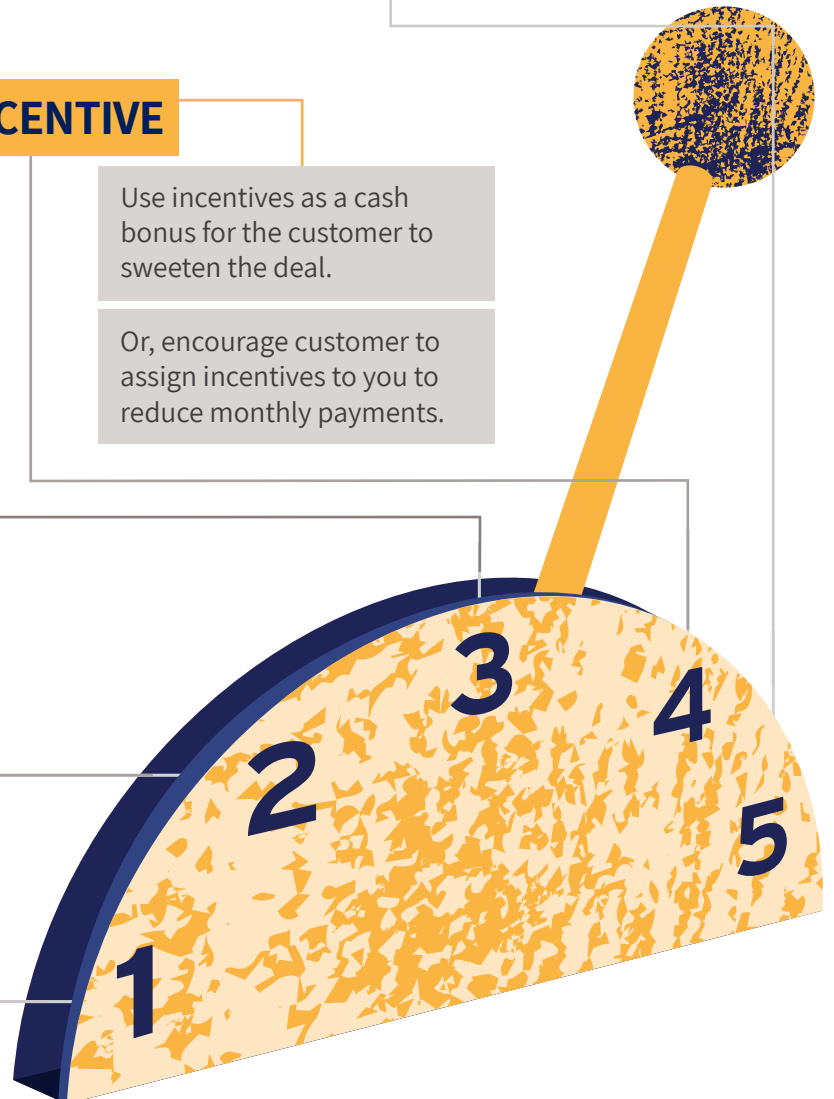 CENTIVE
Use incentives as a cash
bonus for the customer to
sweeten the deal.
Or, encourage customer to
assign incentives to you to
reduce monthly payments.
3
4
2
5
1